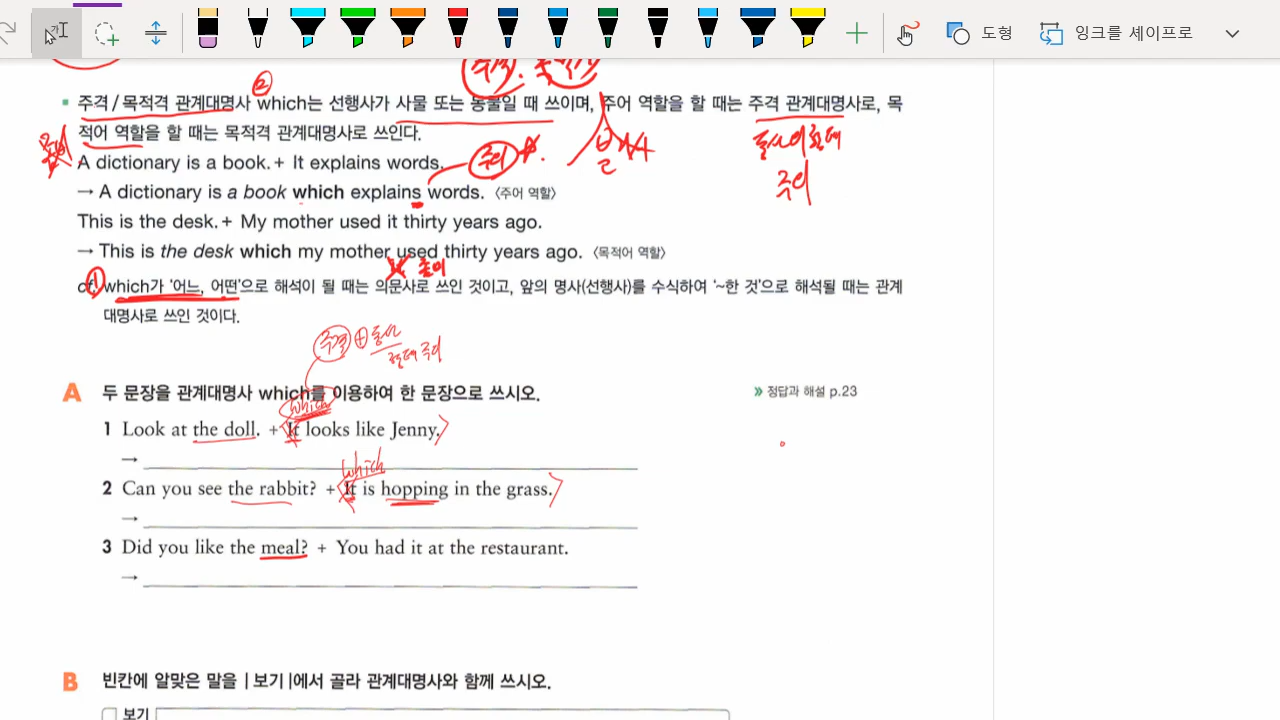 도형
잉크를 셰이프로
②
주격 / 목적격 관계대명사 which는 선행사가 사물 또는 동물일 때 쓰이며, 주어 역할을 할 때는 주격 관계대명사로, 목
적어 역할을 할 때는 목적격 관계대명사로 쓰인다.
A dictionary is a book. + It explains words.
주어
→ A dictionary is a book which explains words. 〈주어 역할〉
주의
This is the desk. + My mother used it thirty years ago.
→ This is the desk which my mother used thirty years ago. 〈목적어 역할〉
①
cf. which가 '어느, 어떤'으로 해석이 될 때는 의문사로 쓰인 것이고, 앞의 명사(선행사)를 수식하여 '~한 것'으로 해석될 때는 관계
대명사로 쓰인 것이다.
주격 + 동사
A 두 문장을 관계대명사 which를 이용하여 한 문장으로 쓰시오.
» 정답과 해설 p.23
which
1 Look at the doll. + It looks like Jenny.
→
which
2 Can you see the rabbit? + It is hopping in the grass.
→
3 Did you like the meal? + You had it at the restaurant.
→
B 빈칸에 알맞은 말을 | 보기 |에서 골라 관계대명사와 함께 쓰시오.
보기